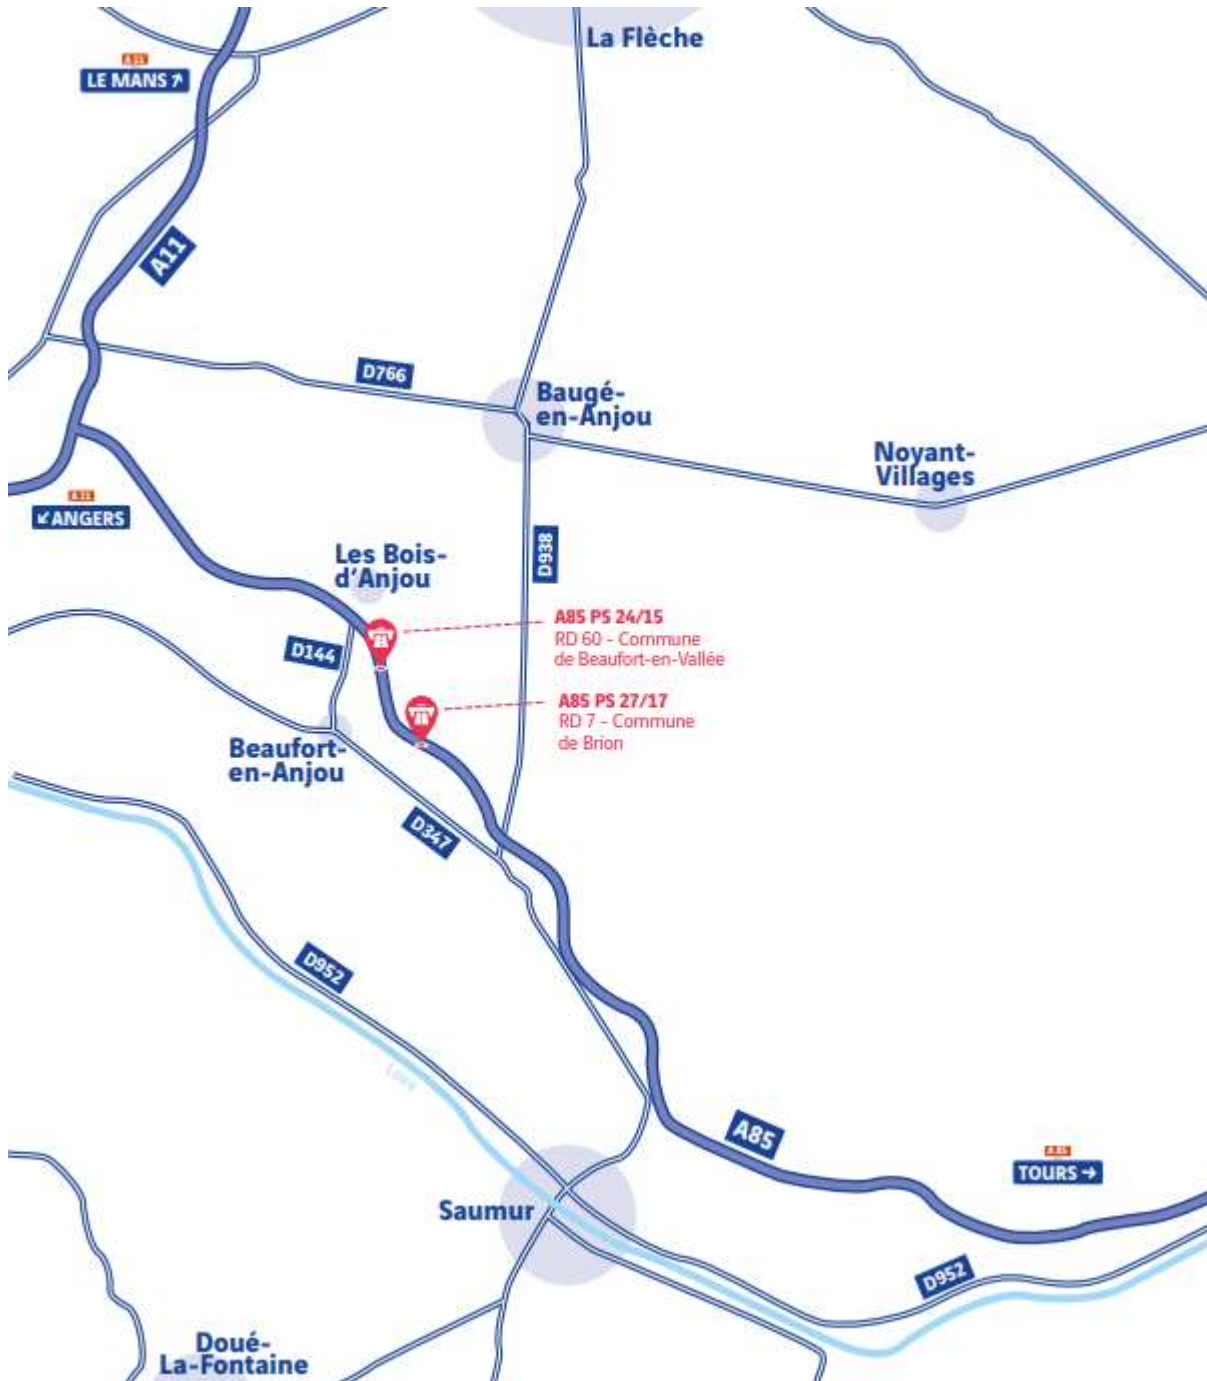 La Flèche
A11
LE MANS ↗
A11
D766
Baugé-
en-Anjou
Noyant-
Villages
A11
↙ ANGERS
D938
Les Bois-
d'Anjou
A85 PS 24/15
RD 60 - Commune
de Beaufort-en-Vallée
D144
A85 PS 27/17
RD 7 - Commune
de Brion
Beaufort-
en-Anjou
D347
D952
Loire
A85
A85
TOURS →
Saumur
D952
Doué-
La-Fontaine